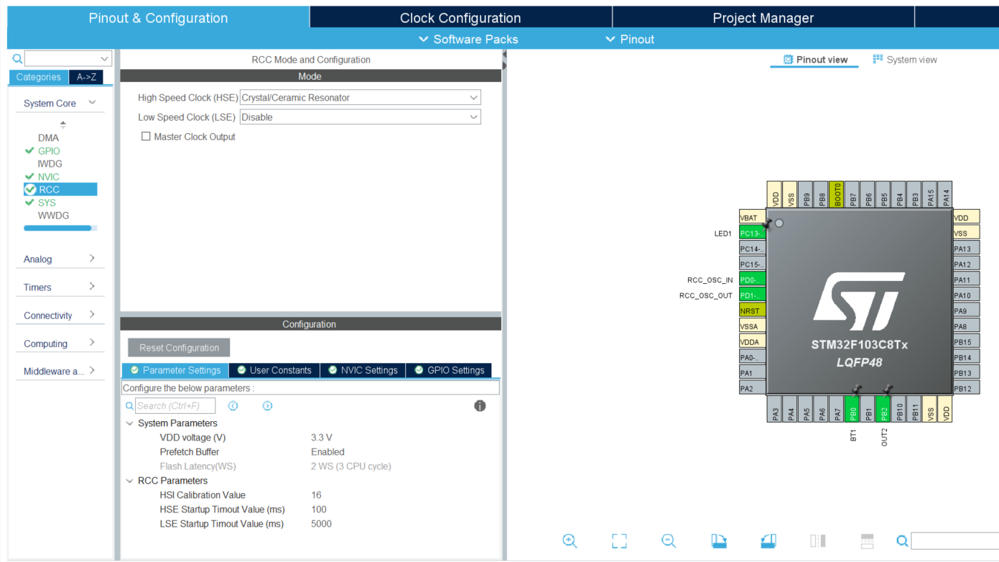 Pinout & Configuration
Clock Configuration
Project Manager
Software Packs
Pinout
Categories
A->Z
System Core
DMA
GPIO
IWDG
NVIC
RCC
SYS
WWDG
Analog
Timers
Connectivity
Computing
Middleware a...
RCC Mode and Configuration
Mode
High Speed Clock (HSE) Crystal/Ceramic Resonator
Low Speed Clock (LSE) Disable
Master Clock Output
Configuration
Reset Configuration
Parameter Settings
User Constants
NVIC Settings
GPIO Settings
Configure the below parameters :
Search (Ctrl+F)
System Parameters
VDD voltage (V) 3.3 V
Prefetch Buffer Enabled
Flash Latency(WS) 2 WS (3 CPU cycle)
RCC Parameters
HSI Calibration Value 16
HSE Startup Timout Value (ms) 100
LSE Startup Timout Value (ms) 5000
Pinout view
System view
VDD
VSS
PB9
PB8
BOOT0
PB7
PB6
PB5
PB4
PB3
PA15
PA14
VBAT
LED1 PC13-..
PC14-..
PC15-..
RCC_OSC_IN PD0-..
RCC_OSC_OUT PD1-..
NRST
VSSA
VDDA
PA0-..
PA1
PA2
ST
STM32F103C8Tx
LQFP48
VDD
VSS
PA13
PA12
PA11
PA10
PA9
PA8
PB15
PB14
PB13
PB12
PA3
PA4
PA5
PA6
PA7
PB0
PB1
PB2
PB10
PB11
VSS
VDD
BT1
OUT2